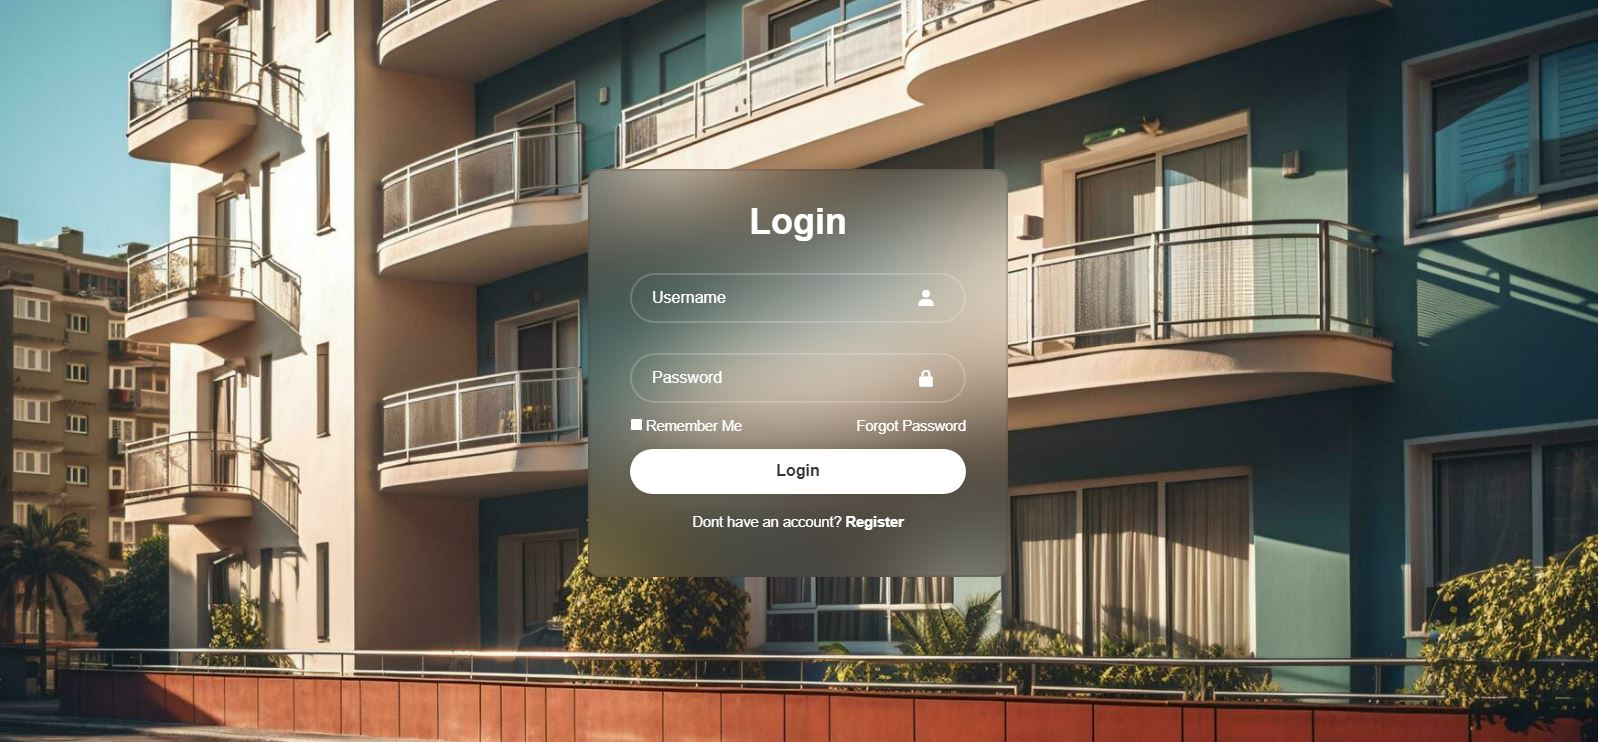 Login
Username
Password
Remember Me Forgot Password
Login
Dont have an account? Register